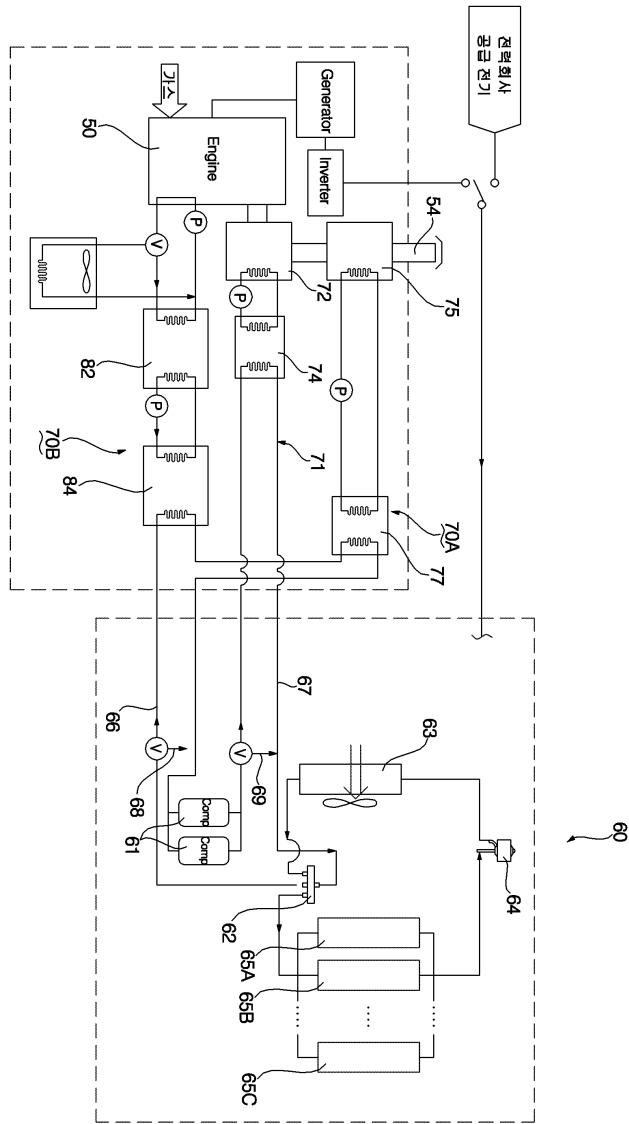 60
전력회사
공급 전기
64
54
75
70A
77
63
P
Generator
Inverter
72
74
71
67
P
V
69
62
65A
65B
65C
가스
Engine
50
P
V
Comp
Comp
61
P
V
68
66
82
84
70B